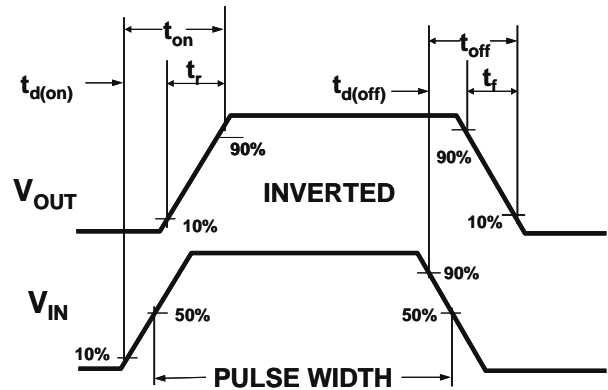 t_on
t_off
t_d(on)
t_r
t_d(off)
t_f
90%
90%
V_OUT
INVERTED
10%
10%
90%
V_IN
50%
50%
10%
PULSE WIDTH